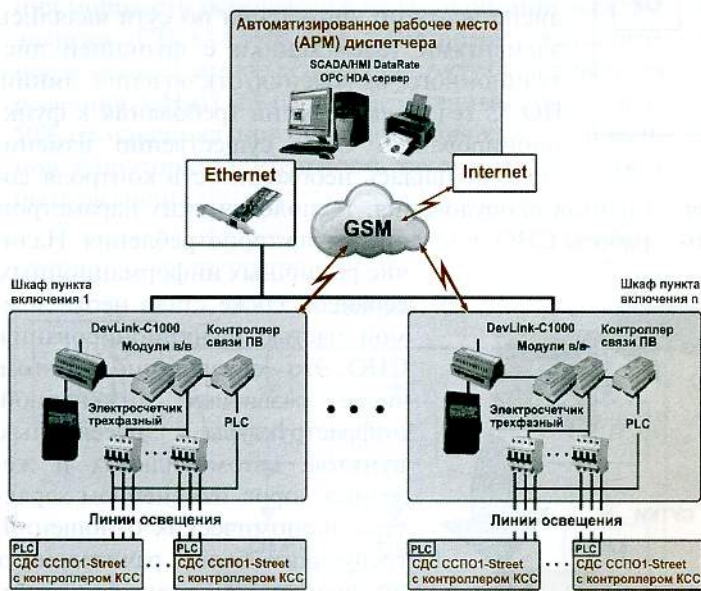 Автоматизированные рабочие места
(АРМ) диспетчера
SCADA/HMI DataRate
OPC HDA сервер
Ethernet
Internet
GSM
Шкаф пункта
включения 1
DevLink-C1000
Модули в/в
Контроллер
связи ПВ
Электросчетчик
трехфазный
PLC
Линии освещения
PLC
СДС ССПО1-Street
с контроллером КСС
PLC
СДС ССПО1-Street
с контроллером КСС
Шкаф пункта
включения n
DevLink-C1000
Модули в/в
Контроллер
связи ПВ
Электросчетчик
трехфазный
PLC
Линии освещения
PLC
СДС ССПО1-Street
с контроллером КСС
PLC
СДС ССПО1-Street
с контроллером КСС